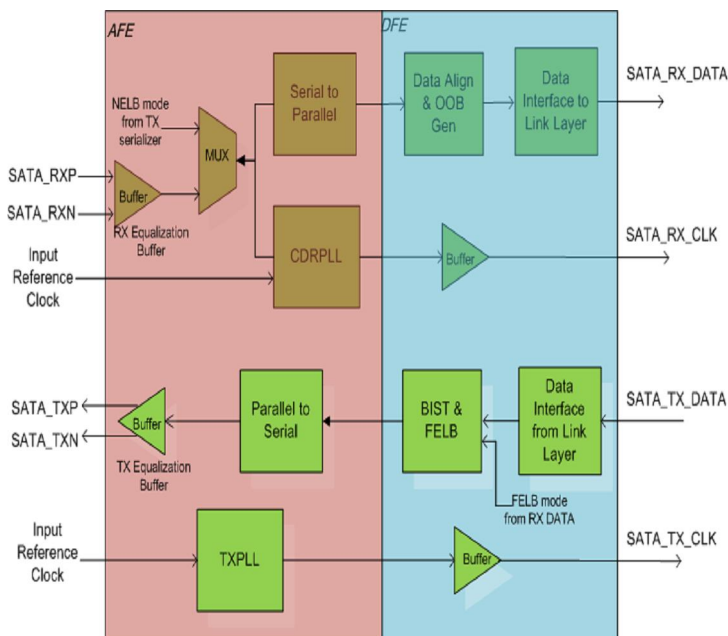 AFE
DFE
NELB mode
from TX
serializer
MUX
Serial to
Parallel
Data Align
& OOB
Gen
Data
Interface to
Link Layer
SATA_RX_DATA
SATA_RXP
SATA_RXN
Buffer
RX Equalization
Buffer
Input
Reference
Clock
CDRPLL
Buffer
SATA_RX_CLK
SATA_TXP
SATA_TXN
Buffer
TX Equalization
Buffer
Parallel to
Serial
BIST &
FELB
Data
Interface
from Link
Layer
SATA_TX_DATA
FELB mode
from RX DATA
Input
Reference
Clock
TXPLL
Buffer
SATA_TX_CLK